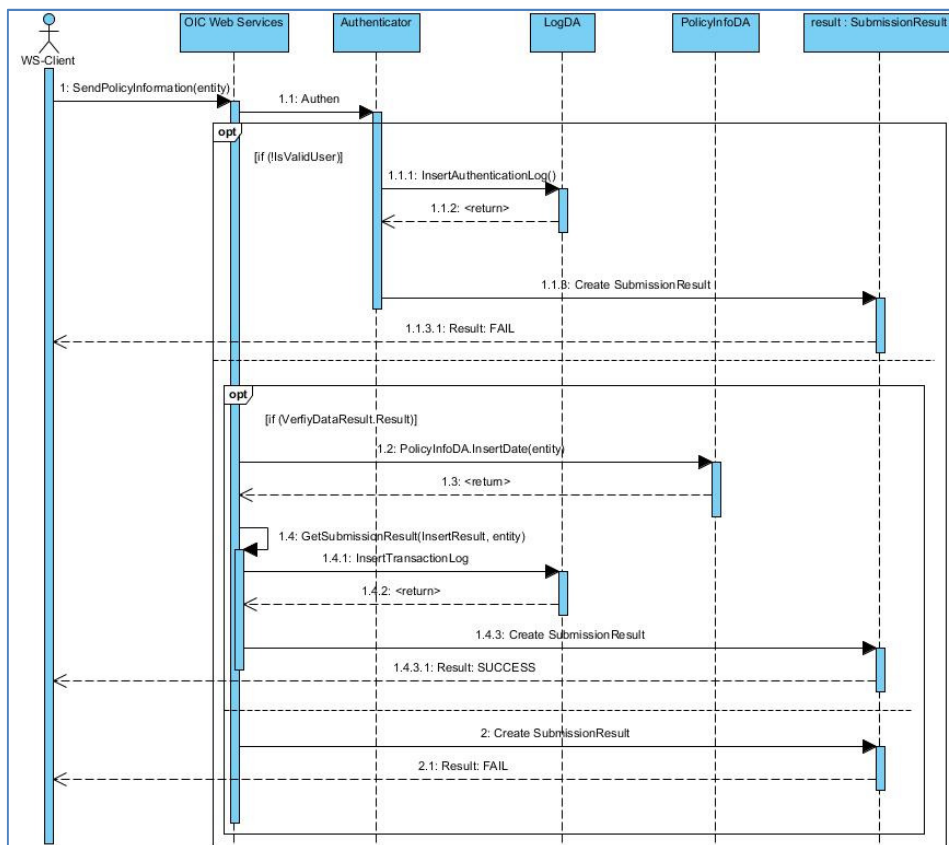 OIC Web Services
Authenticator
LogDA
PolicyInfoDA
result : SubmissionResult
WS-Client
1: SendPolicyInformation(entity)
1.1: Authen
opt
[if (!IsValidUser)]
1.1.1: InsertAuthenticationLog()
1.1.2: <return>
1.1.3: Create SubmissionResult
1.1.3.1: Result: FAIL
opt
[if (VerfiyDataResult.Result)]
1.2: PolicyInfoDA.InsertDate(entity)
1.3: <return>
1.4: GetSubmissionResult(InsertResult, entity)
1.4.1: InsertTransactionLog
1.4.2: <return>
1.4.3: Create SubmissionResult
1.4.3.1: Result: SUCCESS
2: Create SubmissionResult
2.1: Result: FAIL